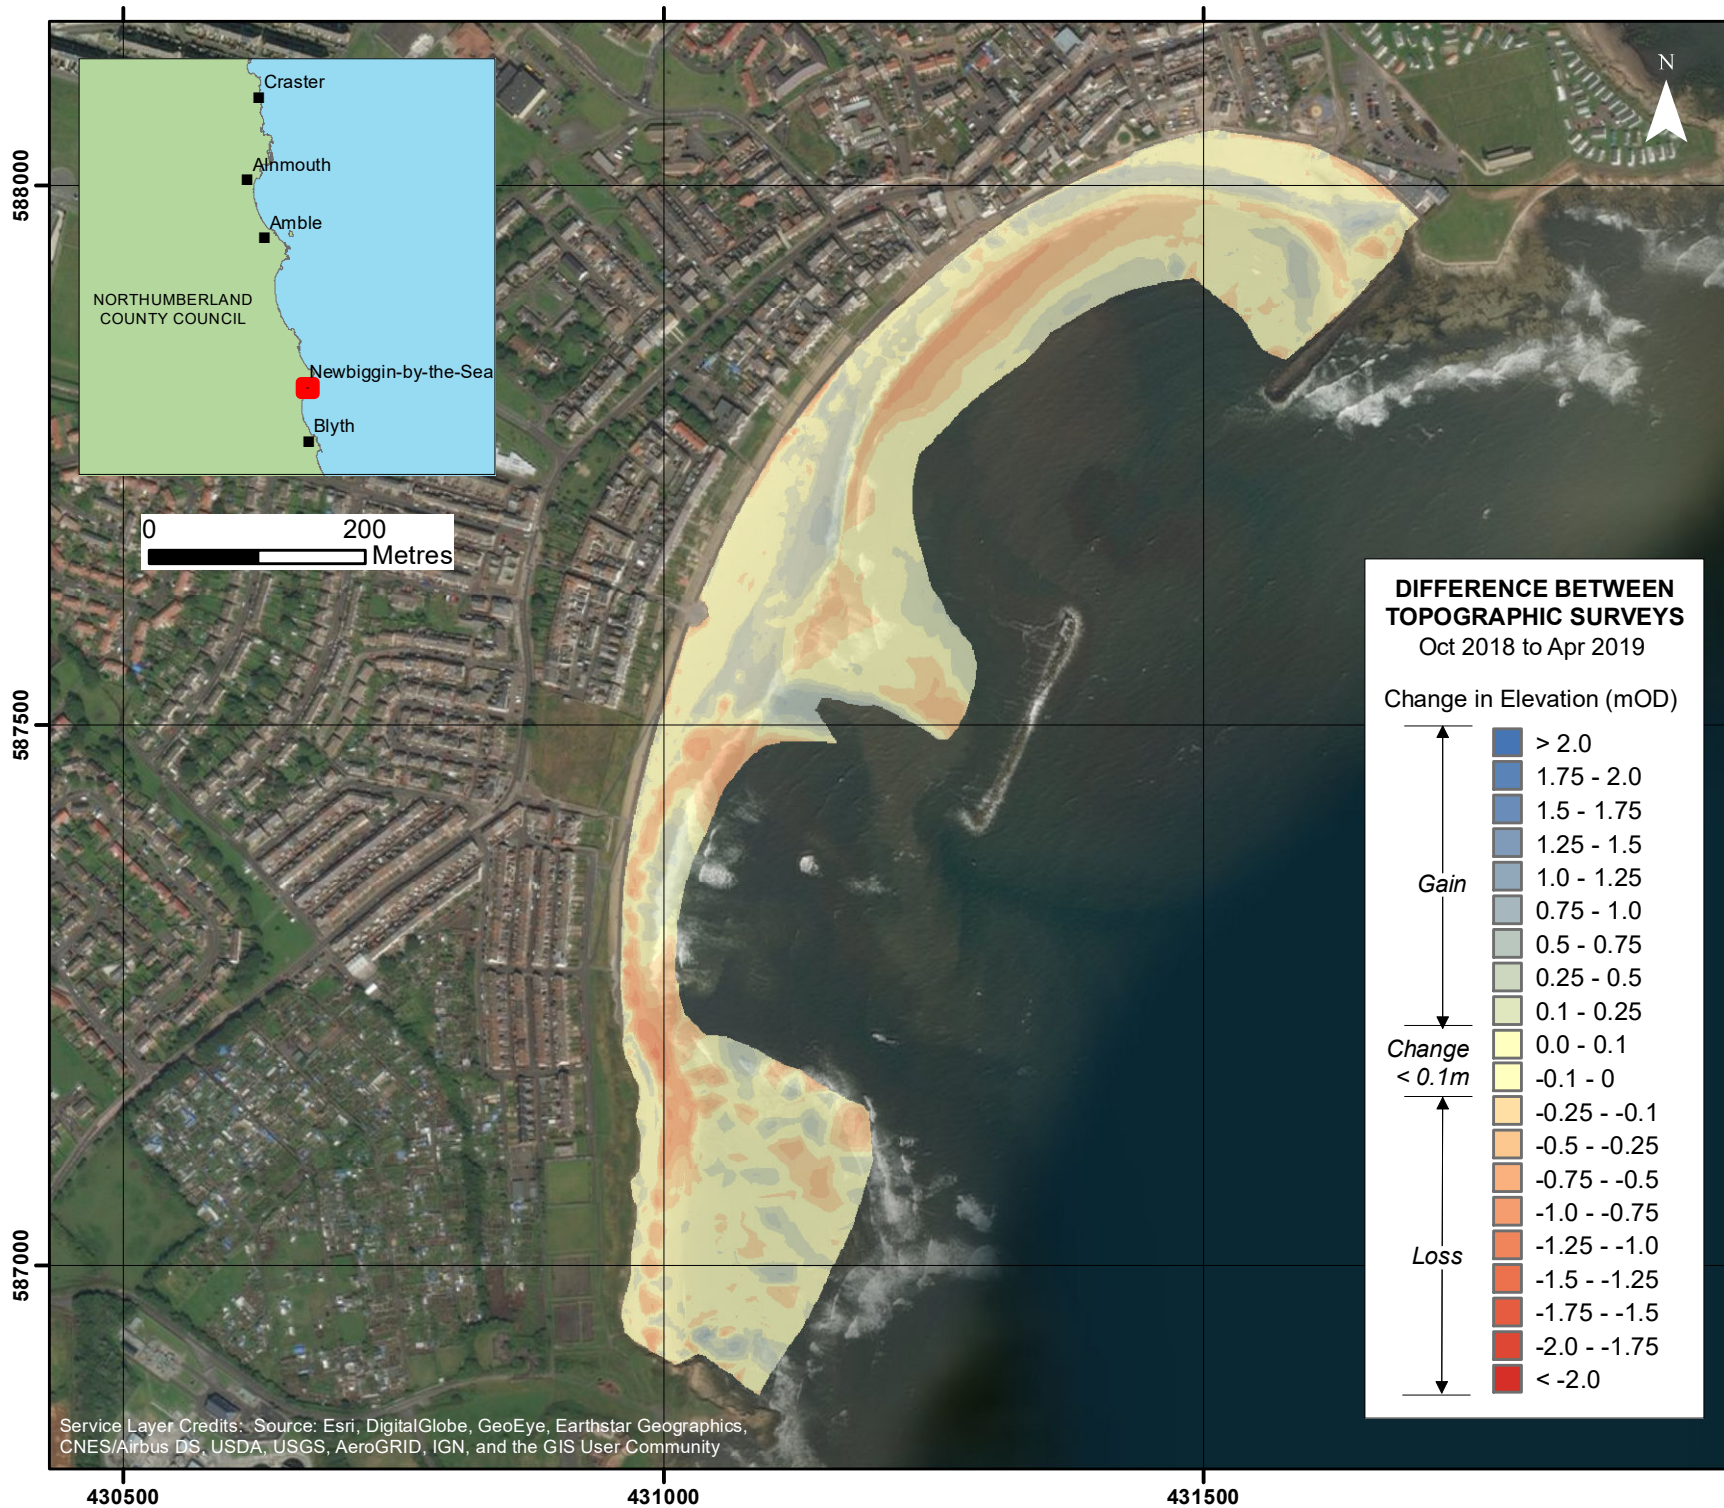 N
Craster
Alnmouth
Amble
NORTHUMBERLAND
COUNTY COUNCIL
Newbiggin-by-the-Sea
Blyth
0 200
Metres
588000
587500
587000
430500 431000 431500
DIFFERENCE BETWEEN
TOPOGRAPHIC SURVEYS
Oct 2018 to Apr 2019
Change in Elevation (mOD)
> 2.0
1.75 - 2.0
1.5 - 1.75
1.25 - 1.5
1.0 - 1.25
0.75 - 1.0
0.5 - 0.75
0.25 - 0.5
0.1 - 0.25
0.0 - 0.1
-0.1 - 0
-0.25 - -0.1
-0.5 - -0.25
-0.75 - -0.5
-1.0 - -0.75
-1.25 - -1.0
-1.5 - -1.25
-1.75 - -1.5
-2.0 - -1.75
< -2.0
Gain
Change
< 0.1m
Loss
Service Layer Credits: Source: Esri, DigitalGlobe, GeoEye, Earthstar Geographics,
CNES/Airbus DS, USDA, USGS, AeroGRID, IGN, and the GIS User Community